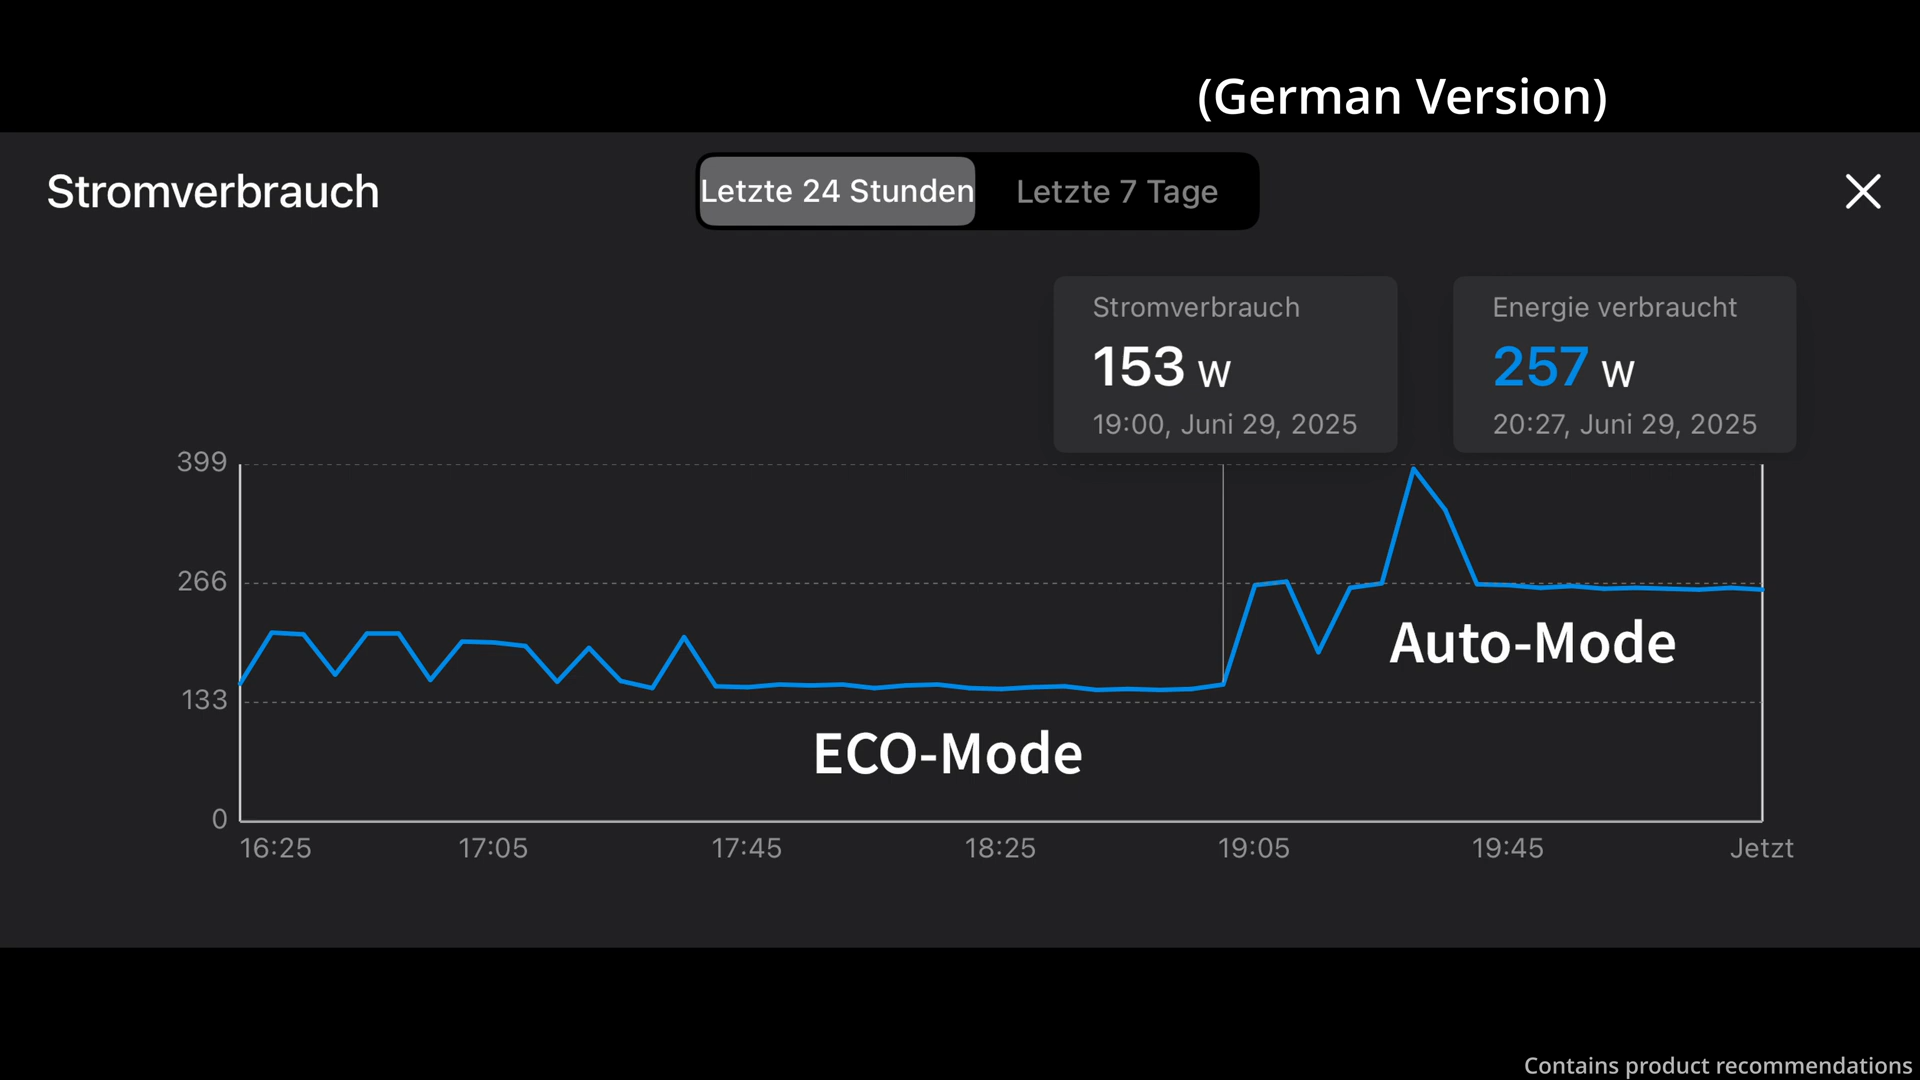 (German Version)
Stromverbrauch
Letzte 24 Stunden
Letzte 7 Tage
Stromverbrauch
153 W
19:00, Juni 29, 2025
Energie verbraucht
257 W
20:27, Juni 29, 2025
399
266
133
0
Auto-Mode
ECO-Mode
16:25
17:05
17:45
18:25
19:05
19:45
Jetzt
Contains product recommendations